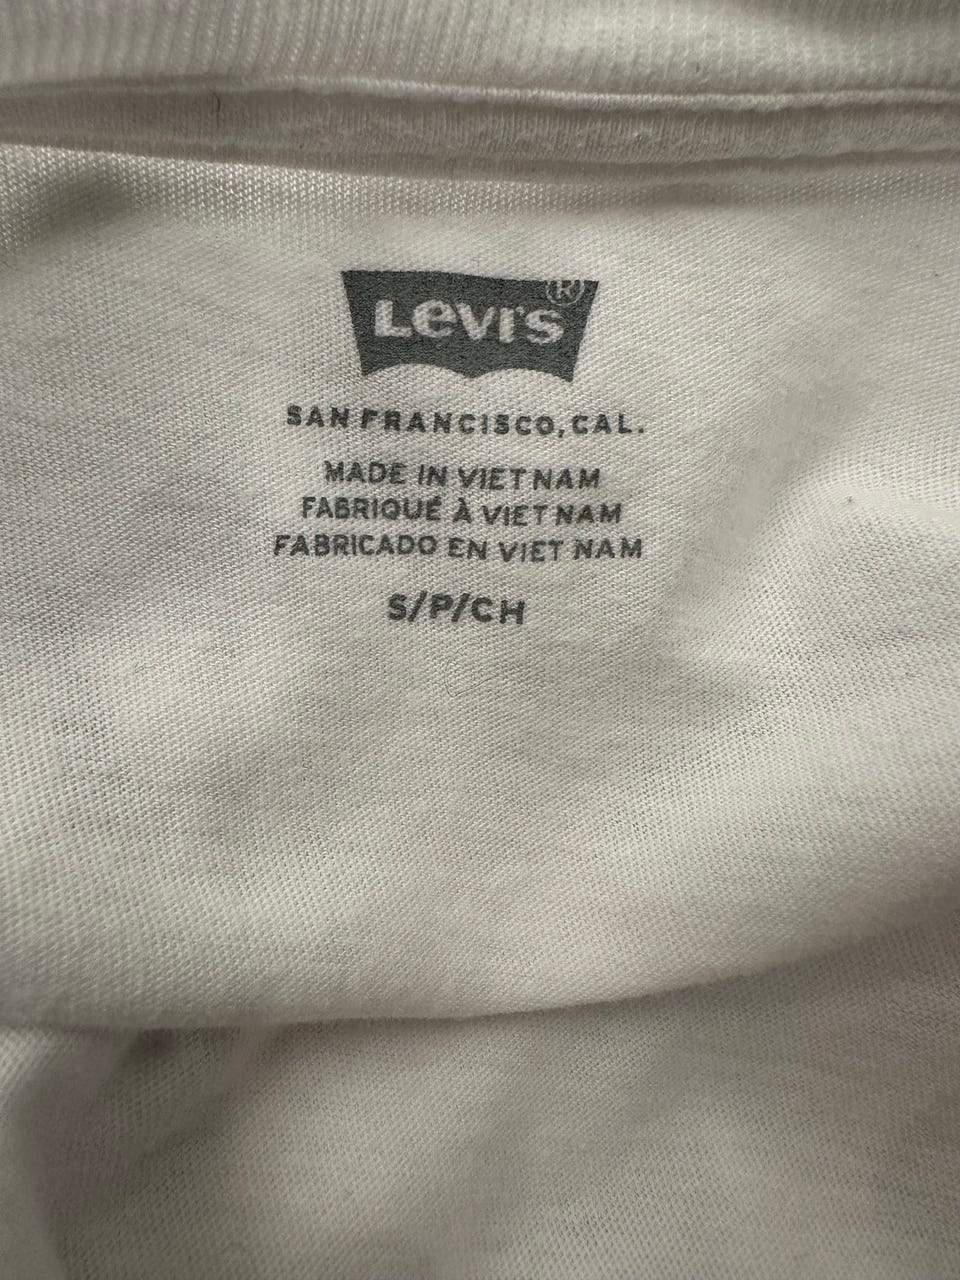 Levi's®
SAN FRANCISCO, CAL.
MADE IN VIET NAM
FABRIQUÉ À VIET NAM
FABRICADO EN VIET NAM
S/P/CH